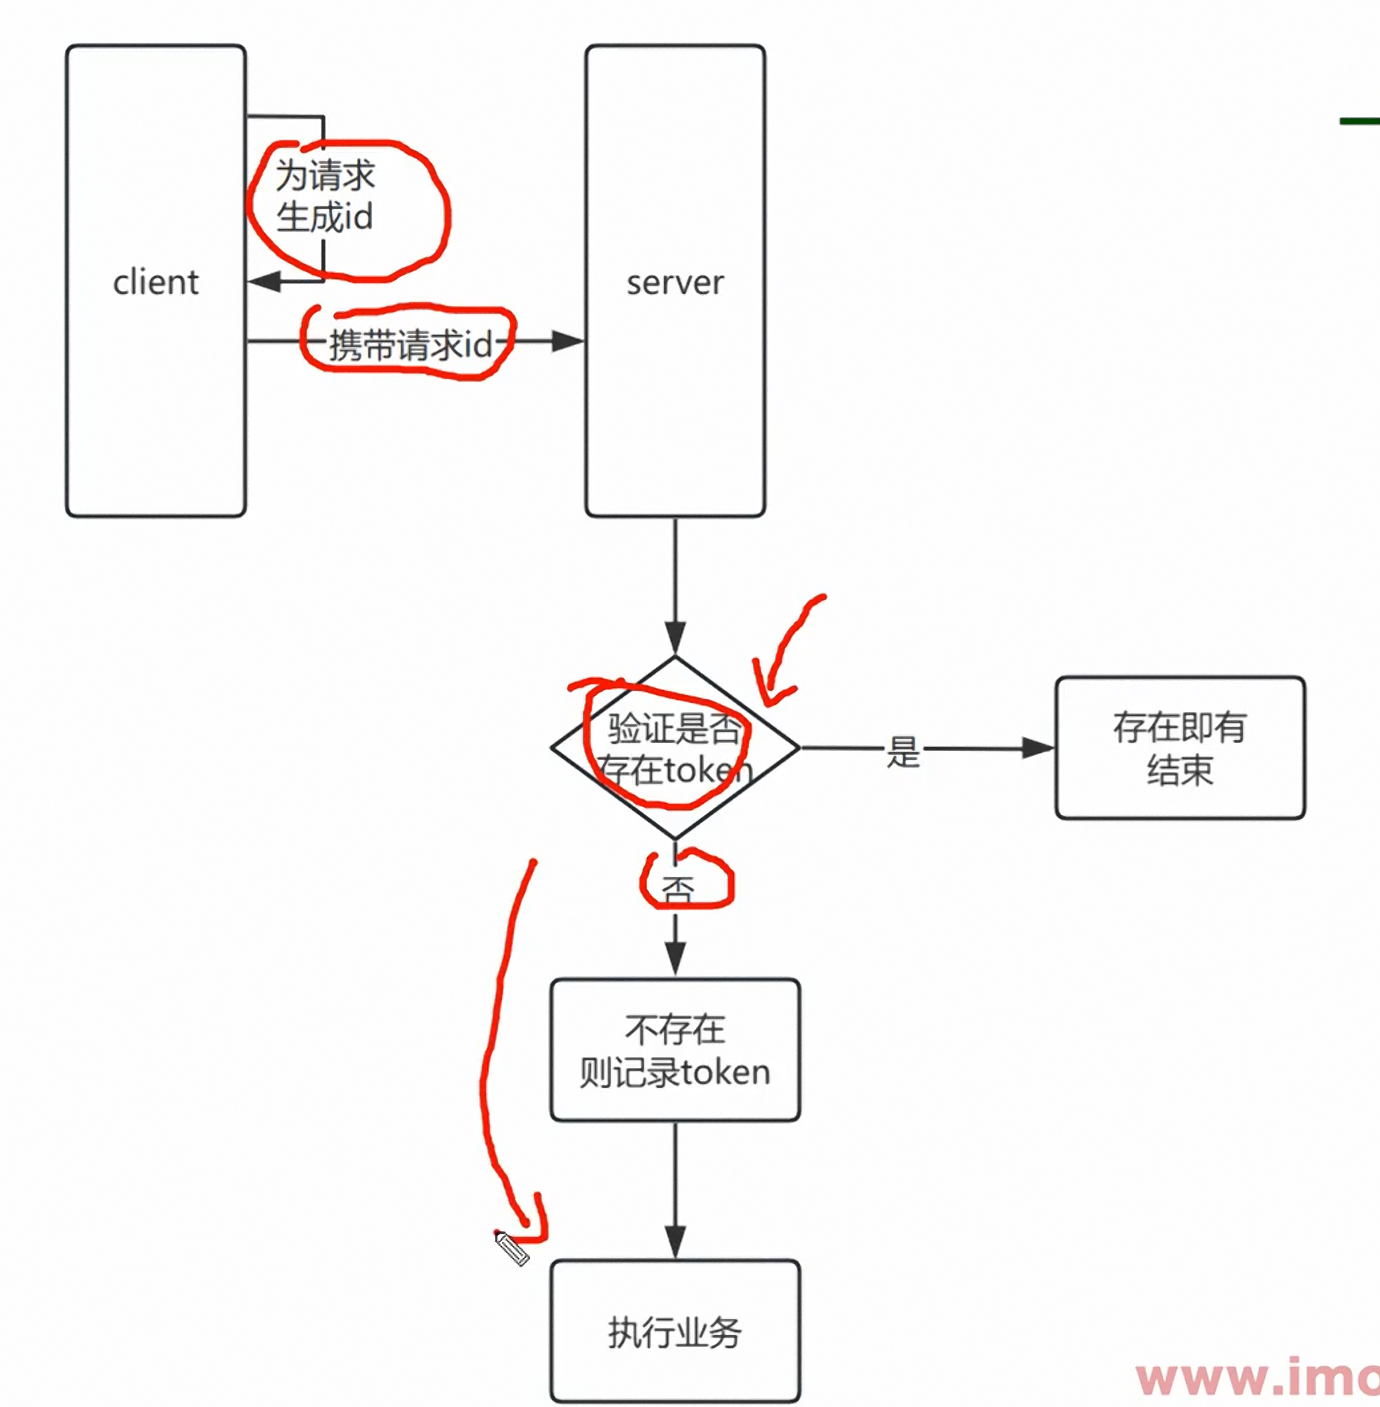 为请求
生成id
client
server
携带请求id
验证是否
存在token
是
存在即有
结束
否
不存在
则记录token
执行业务
www.imo